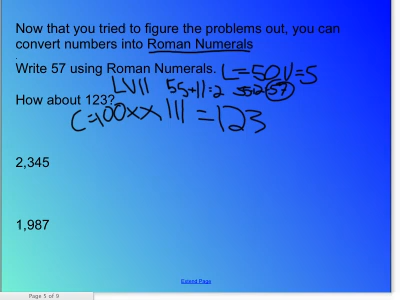 Now that you tried to figure the problems out, you can
convert numbers into Roman Numerals
.
Write 57 using Roman Numerals. L=50 V=5
LVII 55+11=2 57
How about 123?
C=100 XX III =123
2,345
1,987
Extend Page
Page 5 of 9